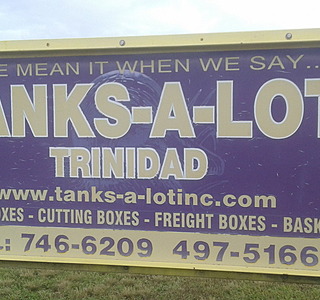 E MEAN IT WHEN WE SAY...
ANKS-A-LOT
TRINIDAD
www.tanks-a-lotinc.com
OXES - CUTTING BOXES - FREIGHT BOXES - BASK
L: 746-6209 497-5166